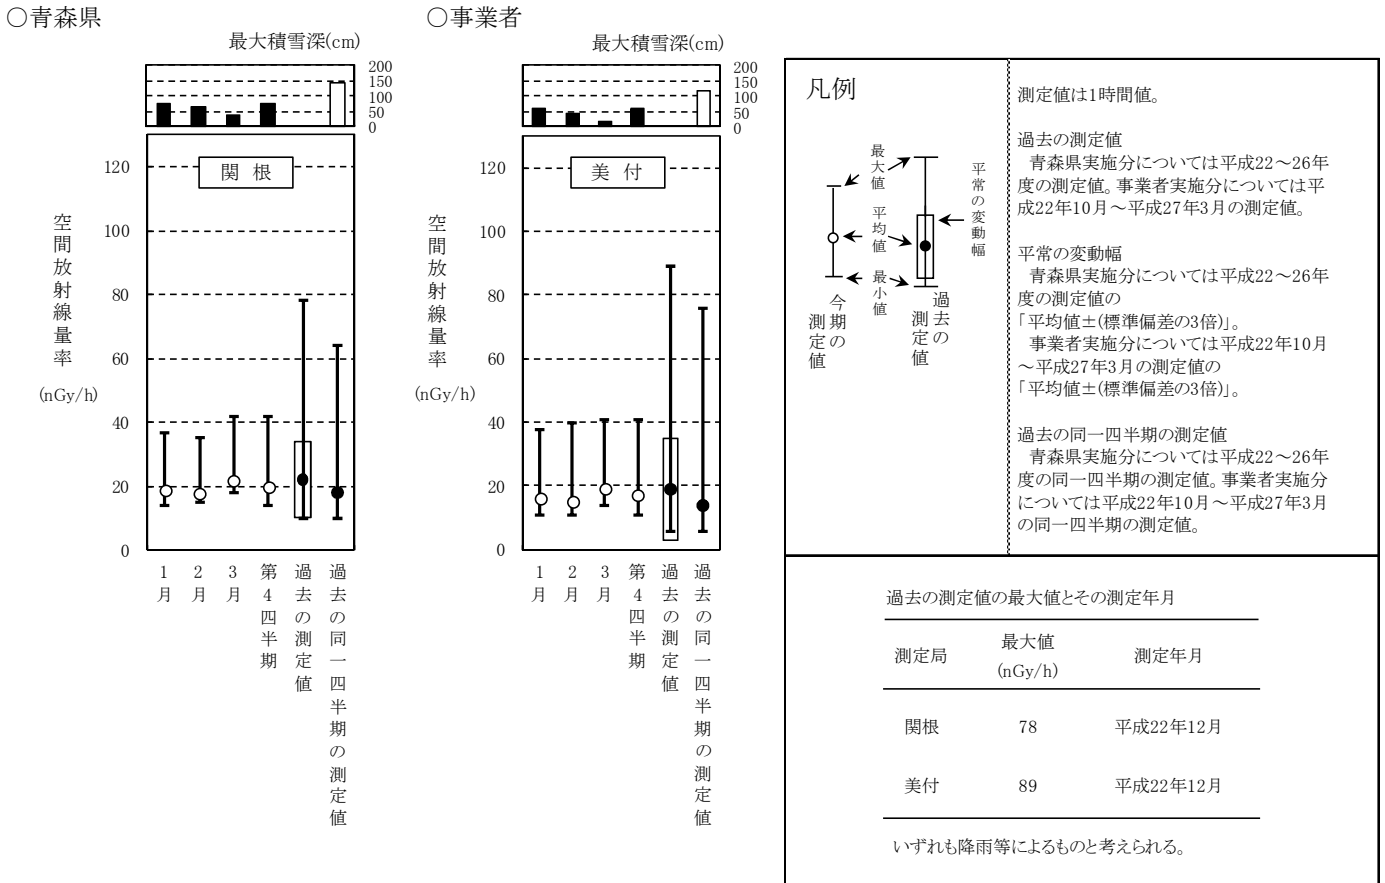 ○青森県
最大積雪深(cm)
200
150
100
50
0
関 根
120
100
80
60
40
20
0
空間放射線量率
(nGy/h)
1月
2月
3月
第4四半期
過去の測定値
過去の同一四半期の測定値
○事業者
最大積雪深(cm)
200
150
100
50
0
美 付
120
100
80
60
40
20
0
空間放射線量率
(nGy/h)
1月
2月
3月
第4四半期
過去の測定値
過去の同一四半期の測定値
凡例
最大値
平均値
最小値
平常の変動幅
今期の
測定値
過去の
測定値
測定値は1時間値。
過去の測定値
青森県実施分については平成22～26年
度の測定値。事業者実施分については平
成22年10月～平成27年3月の測定値。
平常の変動幅
青森県実施分については平成22～26年
度の測定値の
「平均値±(標準偏差の3倍)」。
事業者実施分については平成22年10月
～平成27年3月の測定値の
「平均値±(標準偏差の3倍)」。
過去の同一四半期の測定値
青森県実施分については平成22～26年
度の同一四半期の測定値。事業者実施分
については平成22年10月～平成27年3月
の同一四半期の測定値。
過去の測定値の最大値とその測定年月
測定局 最大値 測定年月
(nGy/h)
関根 78 平成22年12月
美付 89 平成22年12月
いずれも降雨等によるものと考えられる。